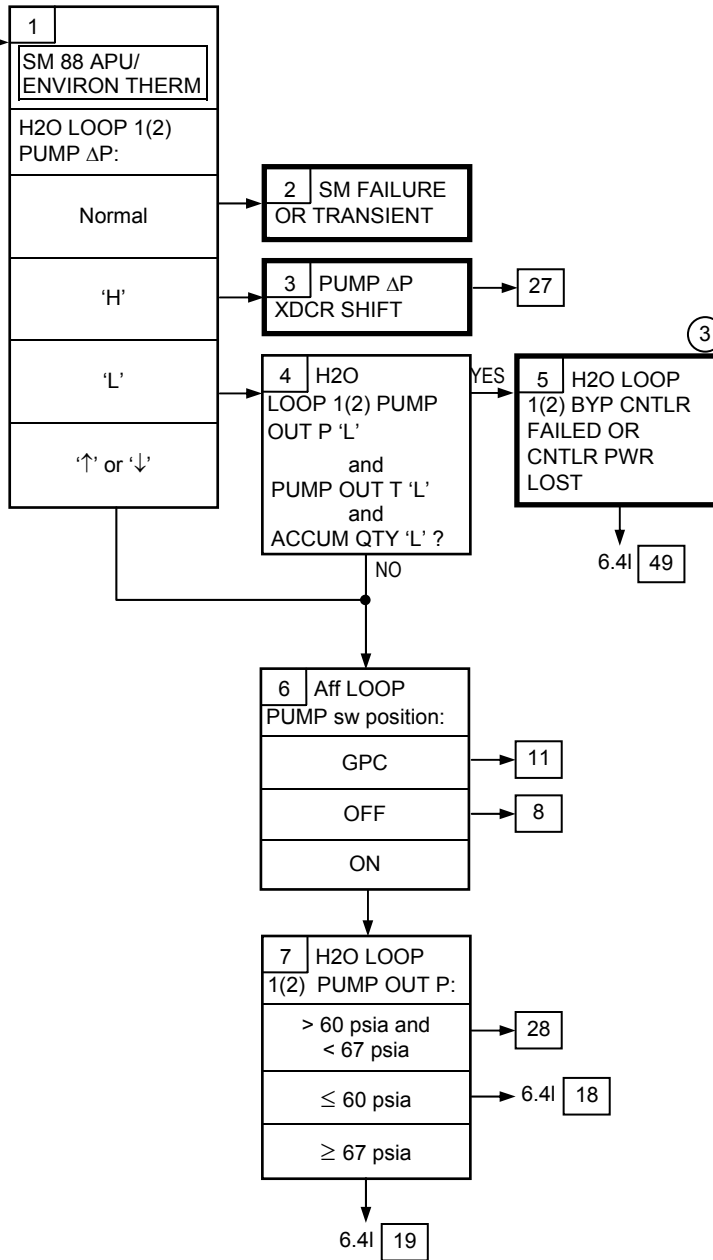 1
SM 88 APU/
ENVIRON THERM
H2O LOOP 1(2)
PUMP ΔP:
Normal
2 SM FAILURE
OR TRANSIENT
'H'
3 PUMP ΔP
XDCR SHIFT
27
'L'
4 H2O
LOOP 1(2) PUMP
OUT P 'L'
and
PUMP OUT T 'L'
and
ACCUM QTY 'L' ?
YES
3
5 H2O LOOP
1(2) BYP CNTLR
FAILED OR
CNTLR PWR
LOST
6.4l 49
'↑' or '↓'
NO
6 Aff LOOP
PUMP sw position:
GPC
11
OFF
8
ON
7 H2O LOOP
1(2) PUMP OUT P:
> 60 psia and
< 67 psia
28
≤ 60 psia
6.4l 18
≥ 67 psia
6.4l 19